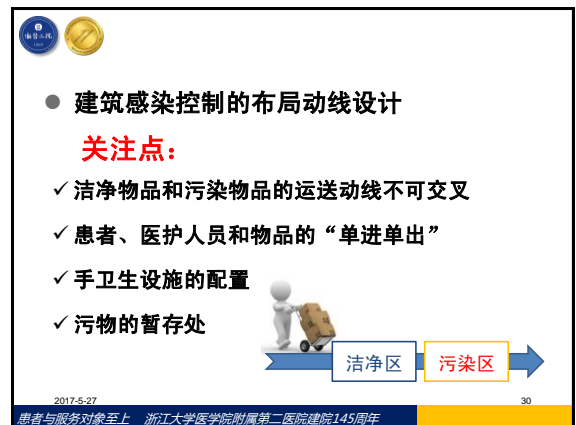 建筑感染控制的布局动线设计
关注点：
洁净物品和污染物品的运送动线不可交叉
患者、医护人员和物品的“单进单出”
手卫生设施的配置
污物的暂存处
洁净区 污染区
2017-5-27 30
患者与服务对象至上 浙江大学医学院附属第二医院建院145周年